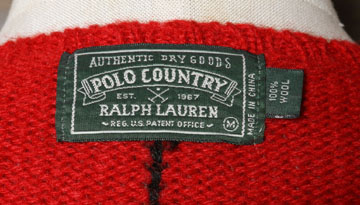 AUTHENTIC DRY GOODS
POLO COUNTRY
EST. 1967
RALPH LAUREN
REG. U.S. PATENT OFFICE
M
MADE IN CHINA
100%
WOOL